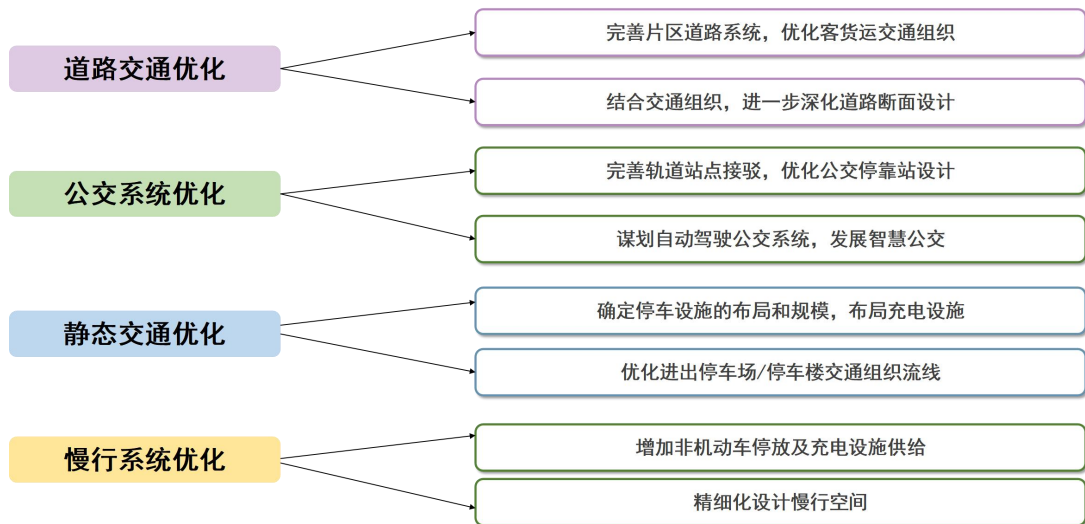 道路交通优化
完善片区道路系统，优化客货运交通组织
结合交通组织，进一步深化道路断面设计
公交系统优化
完善轨道站点接驳，优化公交停靠站设计
谋划自动驾驶公交系统，发展智慧公交
静态交通优化
确定停车设施的布局和规模，布局充电设施
优化进出停车场/停车楼交通组织流线
慢行系统优化
增加非机动车停放及充电设施供给
精细化设计慢行空间